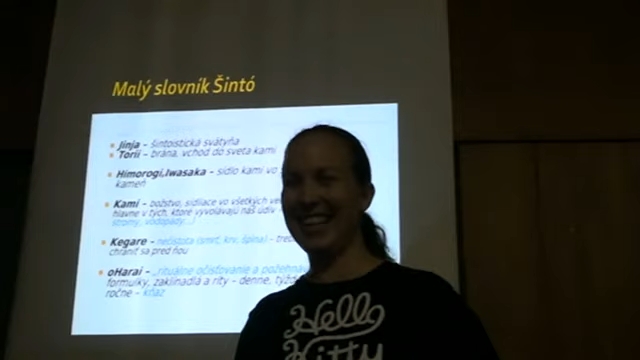 Malý slovník Šintó
Jinja – šintoistická svätyňa
Torii – brána, vchod do sveta kami
Himorogi,Iwasaka – sídlo kami vo
kameň
Kami – božstvo, sídliace vo všetkých
hlavne v tých, ktoré vyvolávajú náš údiv
stromy, vodopády...)
Kegare – nečistota (smrť, krv, špina) –
chrániť sa pred ňou
oHarai – „rituálne očisťovanie a
formulky, zaklínadlá a rity – denne,
ročne – kňaz
Hello
Kitty